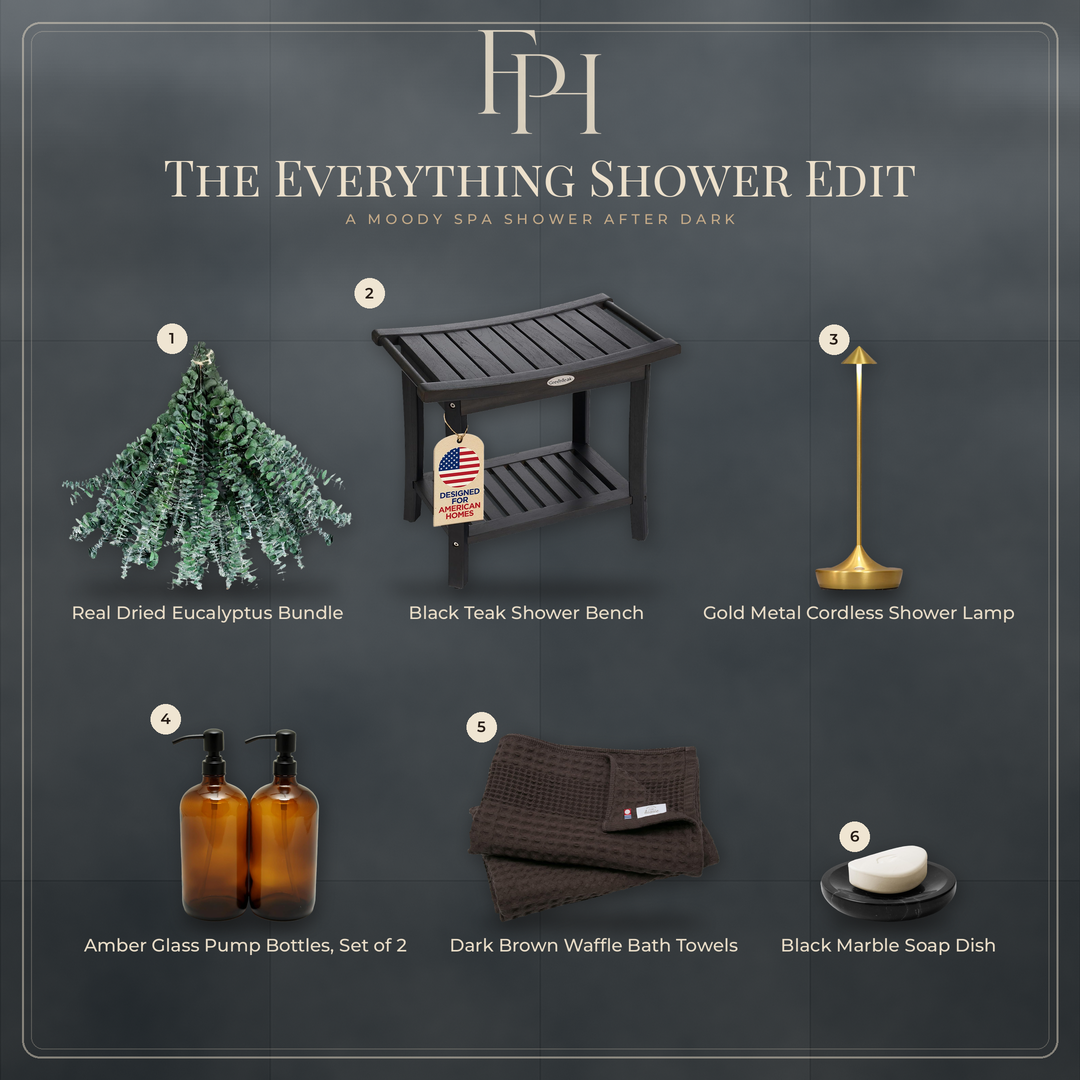 FPH
THE EVERYTHING SHOWER EDIT
A MOODY SPA SHOWER AFTER DARK
2
1
3
DESIGNED
FOR
AMERICAN
HOMES
Real Dried Eucalyptus Bundle
Black Teak Shower Bench
Gold Metal Cordless Shower Lamp
4
5
6
Amber Glass Pump Bottles, Set of 2
Dark Brown Waffle Bath Towels
Black Marble Soap Dish